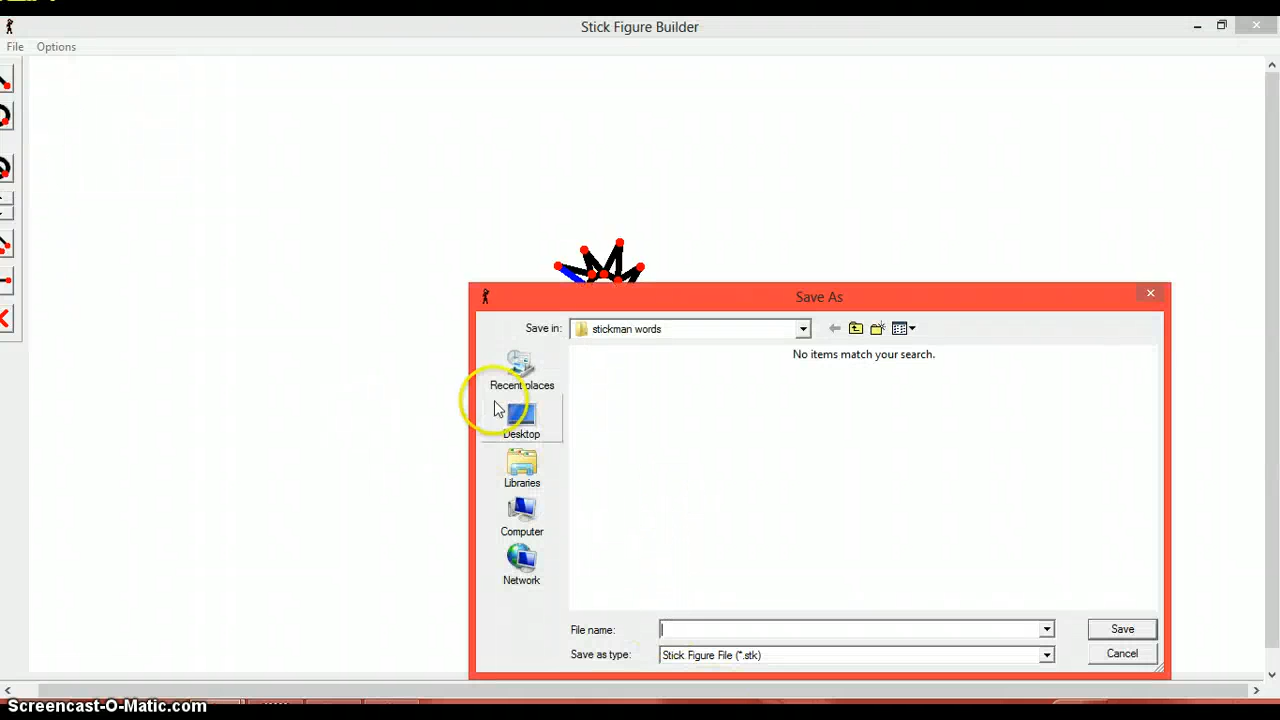 Stick Figure Builder
File Options
Save As
Save in: stickman words
No items match your search.
Recent places
Desktop
Libraries
Computer
Network
File name: Save
Save as type: Stick Figure File (*.stk) Cancel
Screencast-O-Matic.com